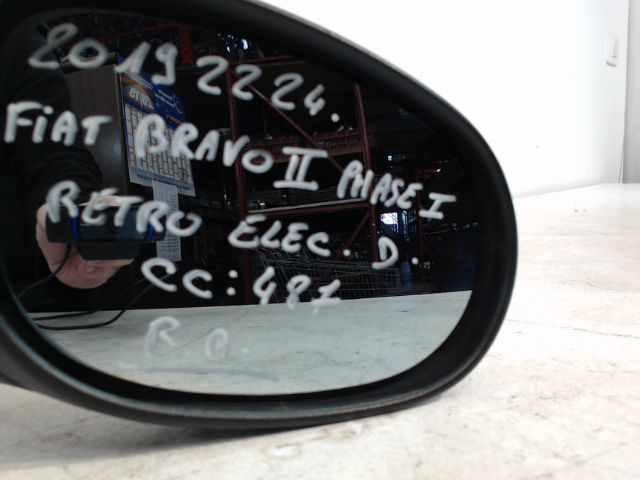 20192224.
FiAT BRAVO II PHASE I
RETRO ELEC. D.
CC: 487
R.A.